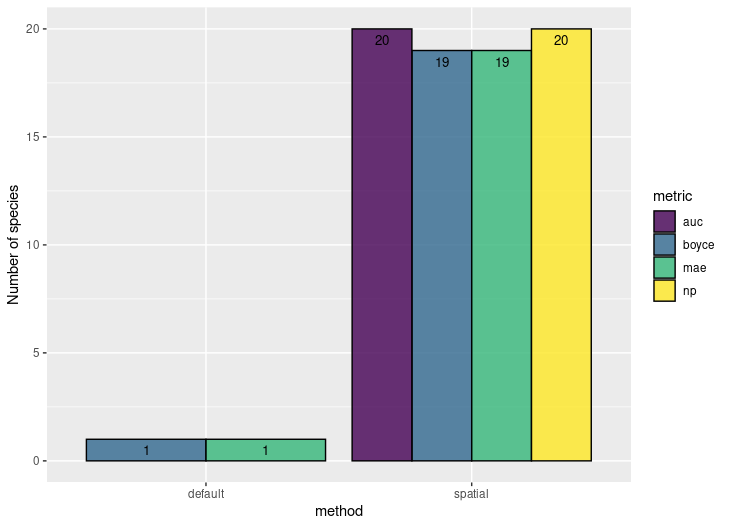 20
15
10
5
0
Number of species
20
19
19
20
1
1
default
spatial
method
metric
auc
boyce
mae
np